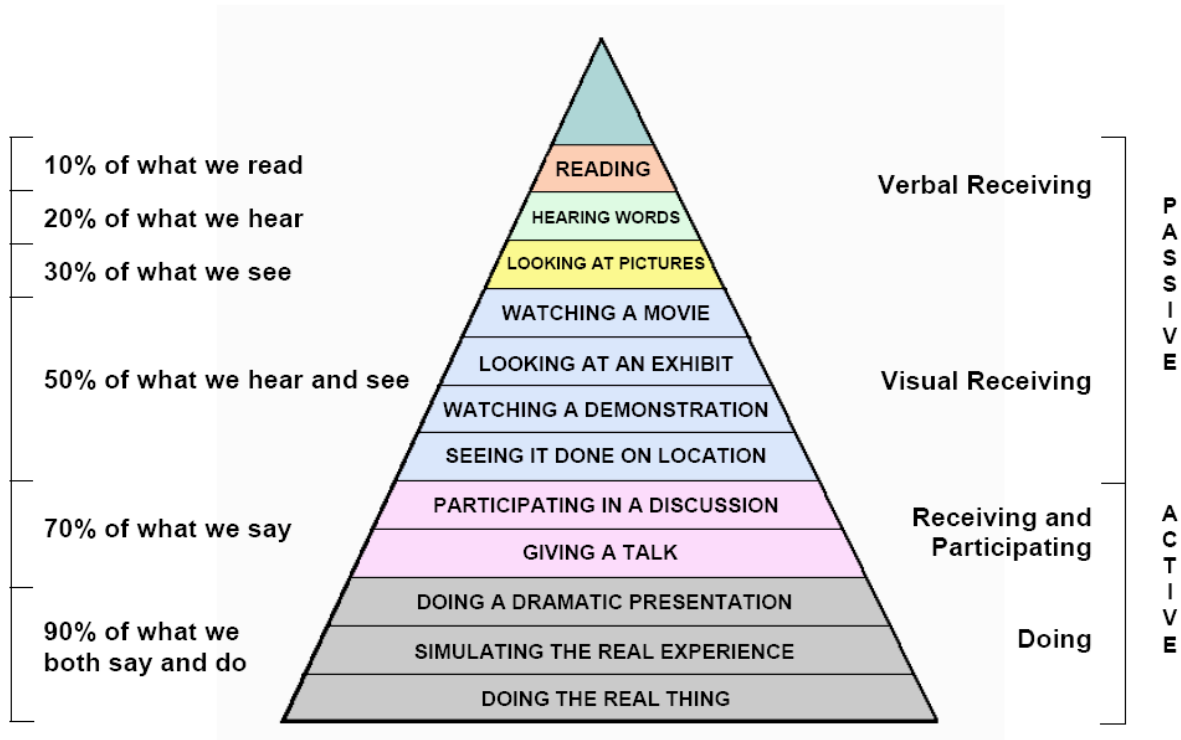 10% of what we read
20% of what we hear
30% of what we see
50% of what we hear and see
70% of what we say
90% of what we
both say and do
READING
HEARING WORDS
LOOKING AT PICTURES
WATCHING A MOVIE
LOOKING AT AN EXHIBIT
WATCHING A DEMONSTRATION
SEEING IT DONE ON LOCATION
PARTICIPATING IN A DISCUSSION
GIVING A TALK
DOING A DRAMATIC PRESENTATION
SIMULATING THE REAL EXPERIENCE
DOING THE REAL THING
Verbal Receiving
Visual Receiving
Receiving and
Participating
Doing
PASSIVE
ACTIVE